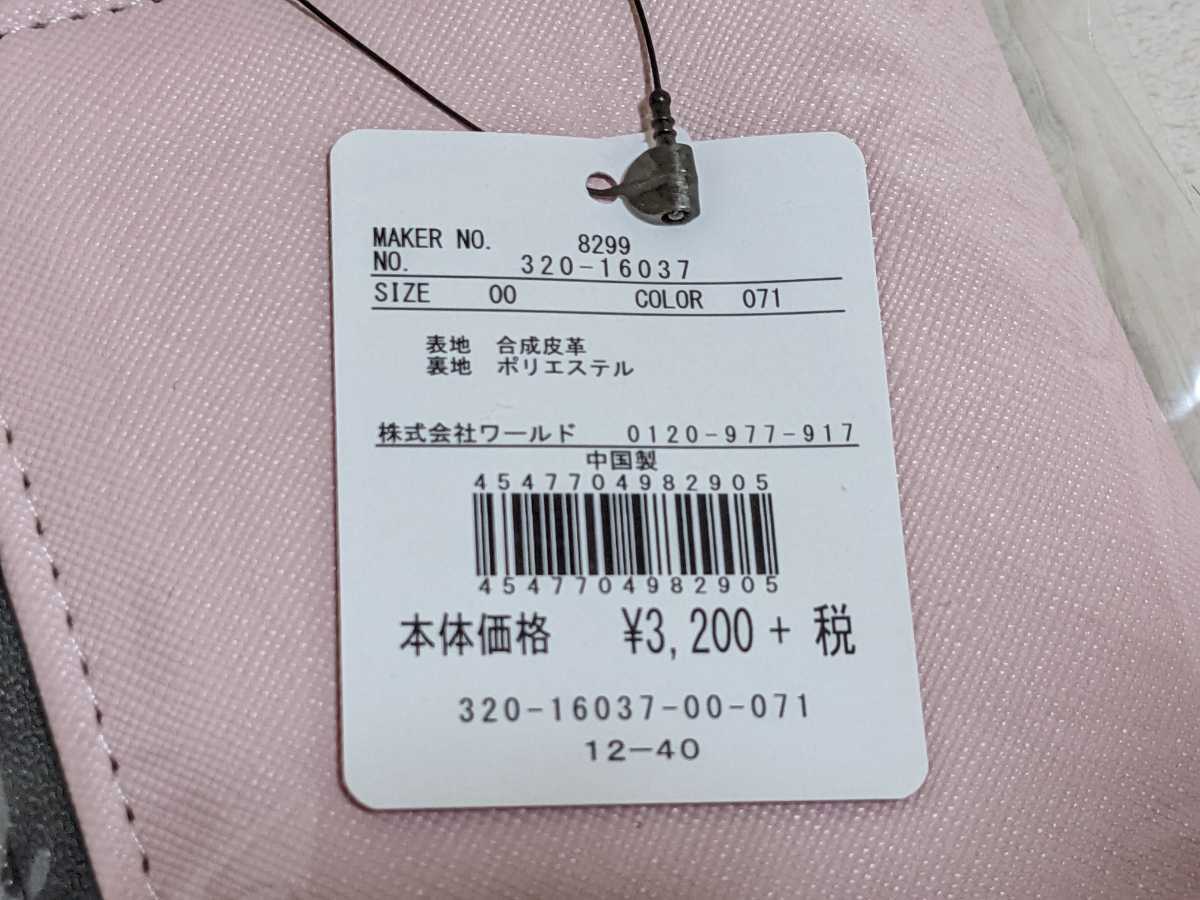 MAKER NO. 8299
NO. 320-16037
SIZE 00 COLOR 071
表地 合成皮革
裏地 ポリエステル
株式会社ワールド 0120-977-917
中国製
4547704982905
4547704982905
本体価格 ¥3,200 + 税
320-16037-00-071
12-40